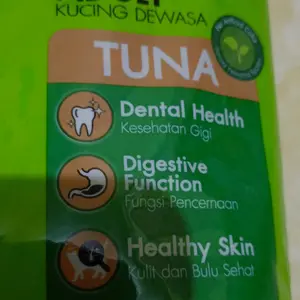 KUCING DEWASA
TUNA
Dental Health
Kesehatan Gigi
Digestive
Function
Fungsi Pencernaan
Healthy Skin
Kulit dan Bulu Sehat